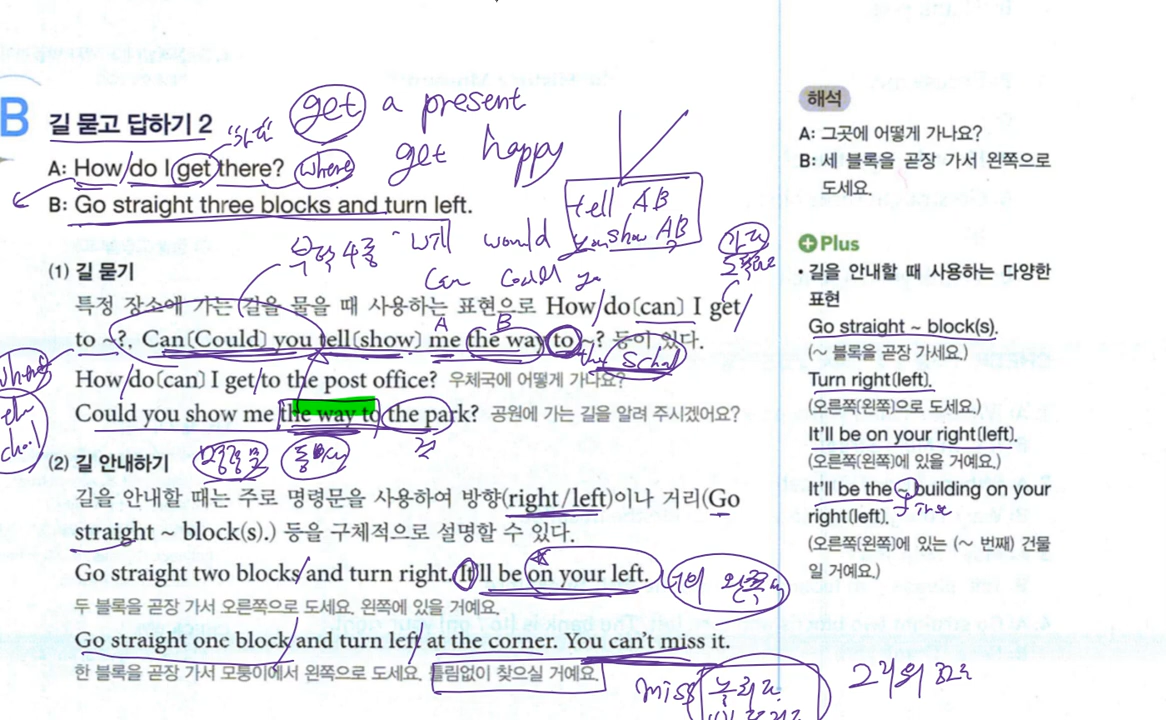 B
길 묻고 답하기 2
get a present
"가다"
A: How/do I get there? where
get happy
B: Go straight three blocks and turn left.
tell AB
show AB
will would you
can could you
(1) 길 묻기
특정 장소에 가는 길을 물을 때 사용하는 표현으로 How/do(can) I get/
A B
to ~?, Can(Could) you tell(show) me the way to ~? 등이 있다.
How/do(can) I get/to the post office? 우체국에 어떻게 가나요?
Could you show me the way to the park? 공원에 가는 길을 알려 주시겠어요?
(2) 길 안내하기 명령문 동사
길을 안내할 때는 주로 명령문을 사용하여 방향(right/left)이나 거리(Go
straight ~ block(s).) 등을 구체적으로 설명할 수 있다.
Go straight two blocks/and turn right. It'll be on your left. 너의 왼쪽에
두 블록을 곧장 가서 오른쪽으로 도세요. 왼쪽에 있을 거예요.
Go straight one block/and turn left/at the corner. You can't miss it.
한 블록을 곧장 가서 모퉁이에서 왼쪽으로 도세요. 틀림없이 찾으실 거예요.
miss 놓치다
해석
A: 그곳에 어떻게 가나요?
B: 세 블록을 곧장 가서 왼쪽으로
도세요.
Plus
• 길을 안내할 때 사용하는 다양한
표현
Go straight ~ block(s).
(~ 블록을 곧장 가세요.)
Turn right(left).
(오른쪽(왼쪽)으로 도세요.)
It'll be on your right(left).
(오른쪽(왼쪽)에 있을 거예요.)
It'll be the ~ building on your
right(left).
(오른쪽(왼쪽)에 있는 (~ 번째) 건물
일 거예요.)